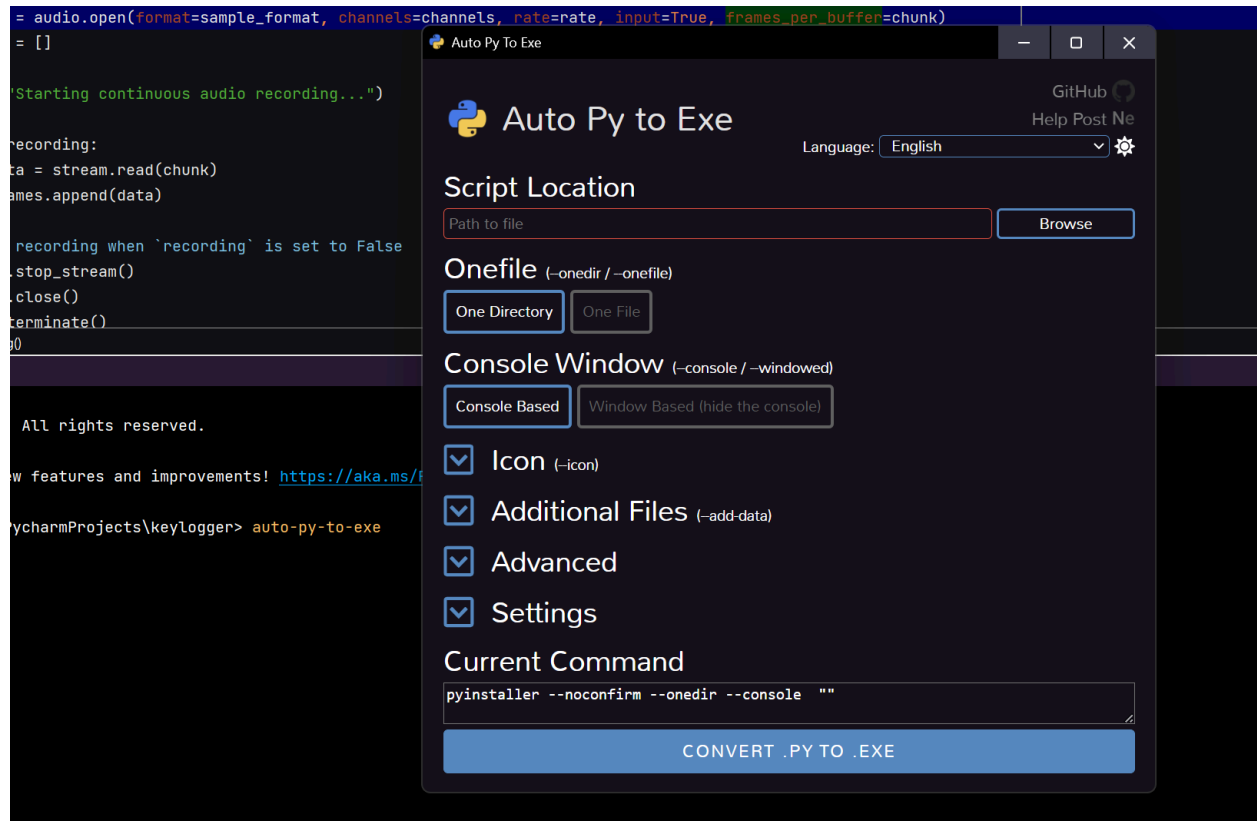 = audio.open(format=sample_format, channels=channels, rate=rate, input=True, frames_per_buffer=chunk)
= []
"Starting continuous audio recording...")
recording:
ta = stream.read(chunk)
ames.append(data)
recording when `recording` is set to False
.stop_stream()
.close()
terminate()
g()
All rights reserved.
ew features and improvements! https://aka.ms/
PycharmProjects\keylogger> auto-py-to-exe
Auto Py To Exe
GitHub
Auto Py to Exe
Help Post Ne
Language: English
Script Location
Path to file
Browse
Onefile (--onedir / --onefile)
One Directory
One File
Console Window (--console / --windowed)
Console Based
Window Based (hide the console)
Icon (--icon)
Additional Files (--add-data)
Advanced
Settings
Current Command
pyinstaller --noconfirm --onedir --console ""
CONVERT .PY TO .EXE